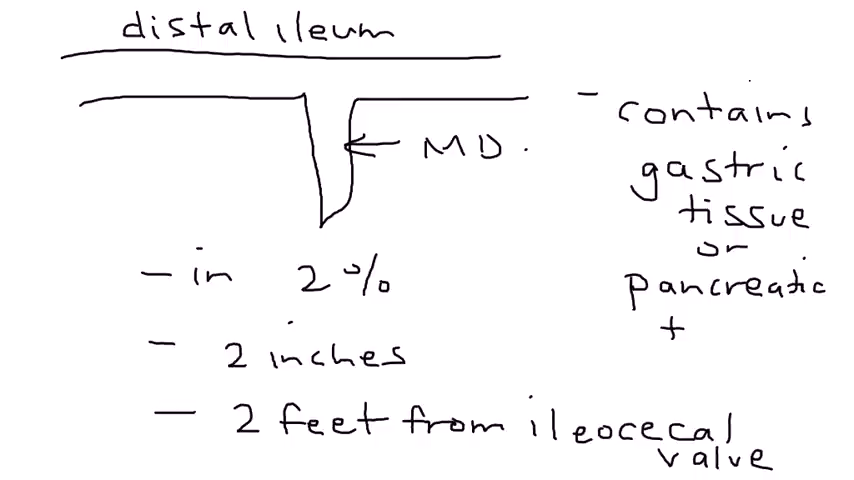 distal ileum
MD.
- contains
gastric
tissue
or
pancreatic
t
- in 2%
- 2 inches
- 2 feet from ileocecal
valve